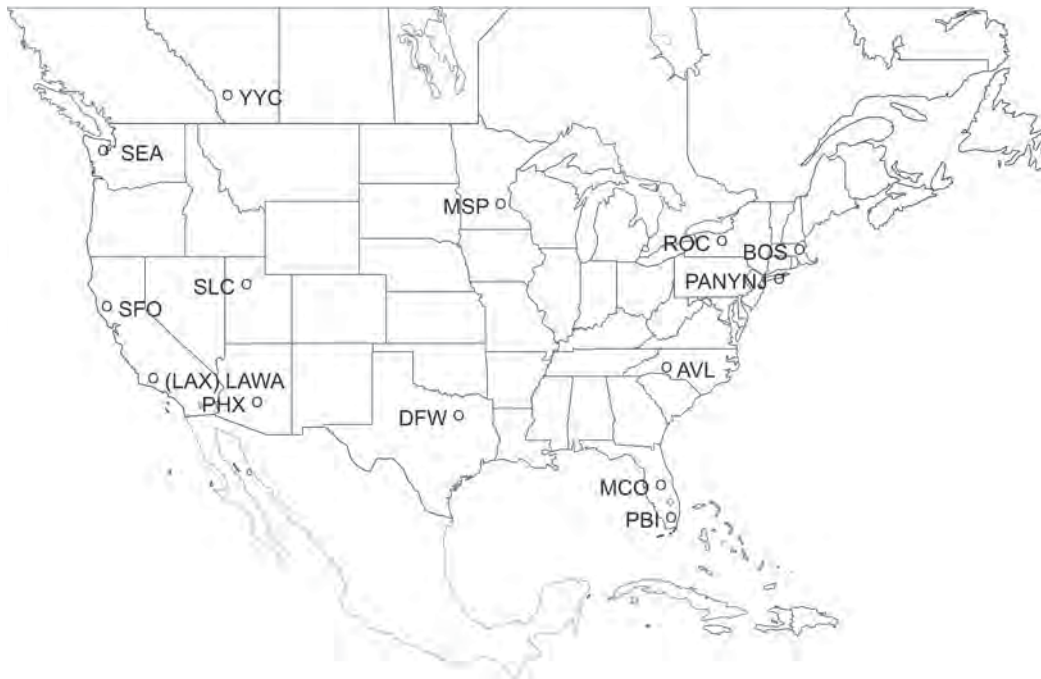 YYC
SEA
MSP
ROC
BOS
SLC
PANYNJ
SFO
AVL
(LAX) LAWA
PHX
DFW
MCO
PBI